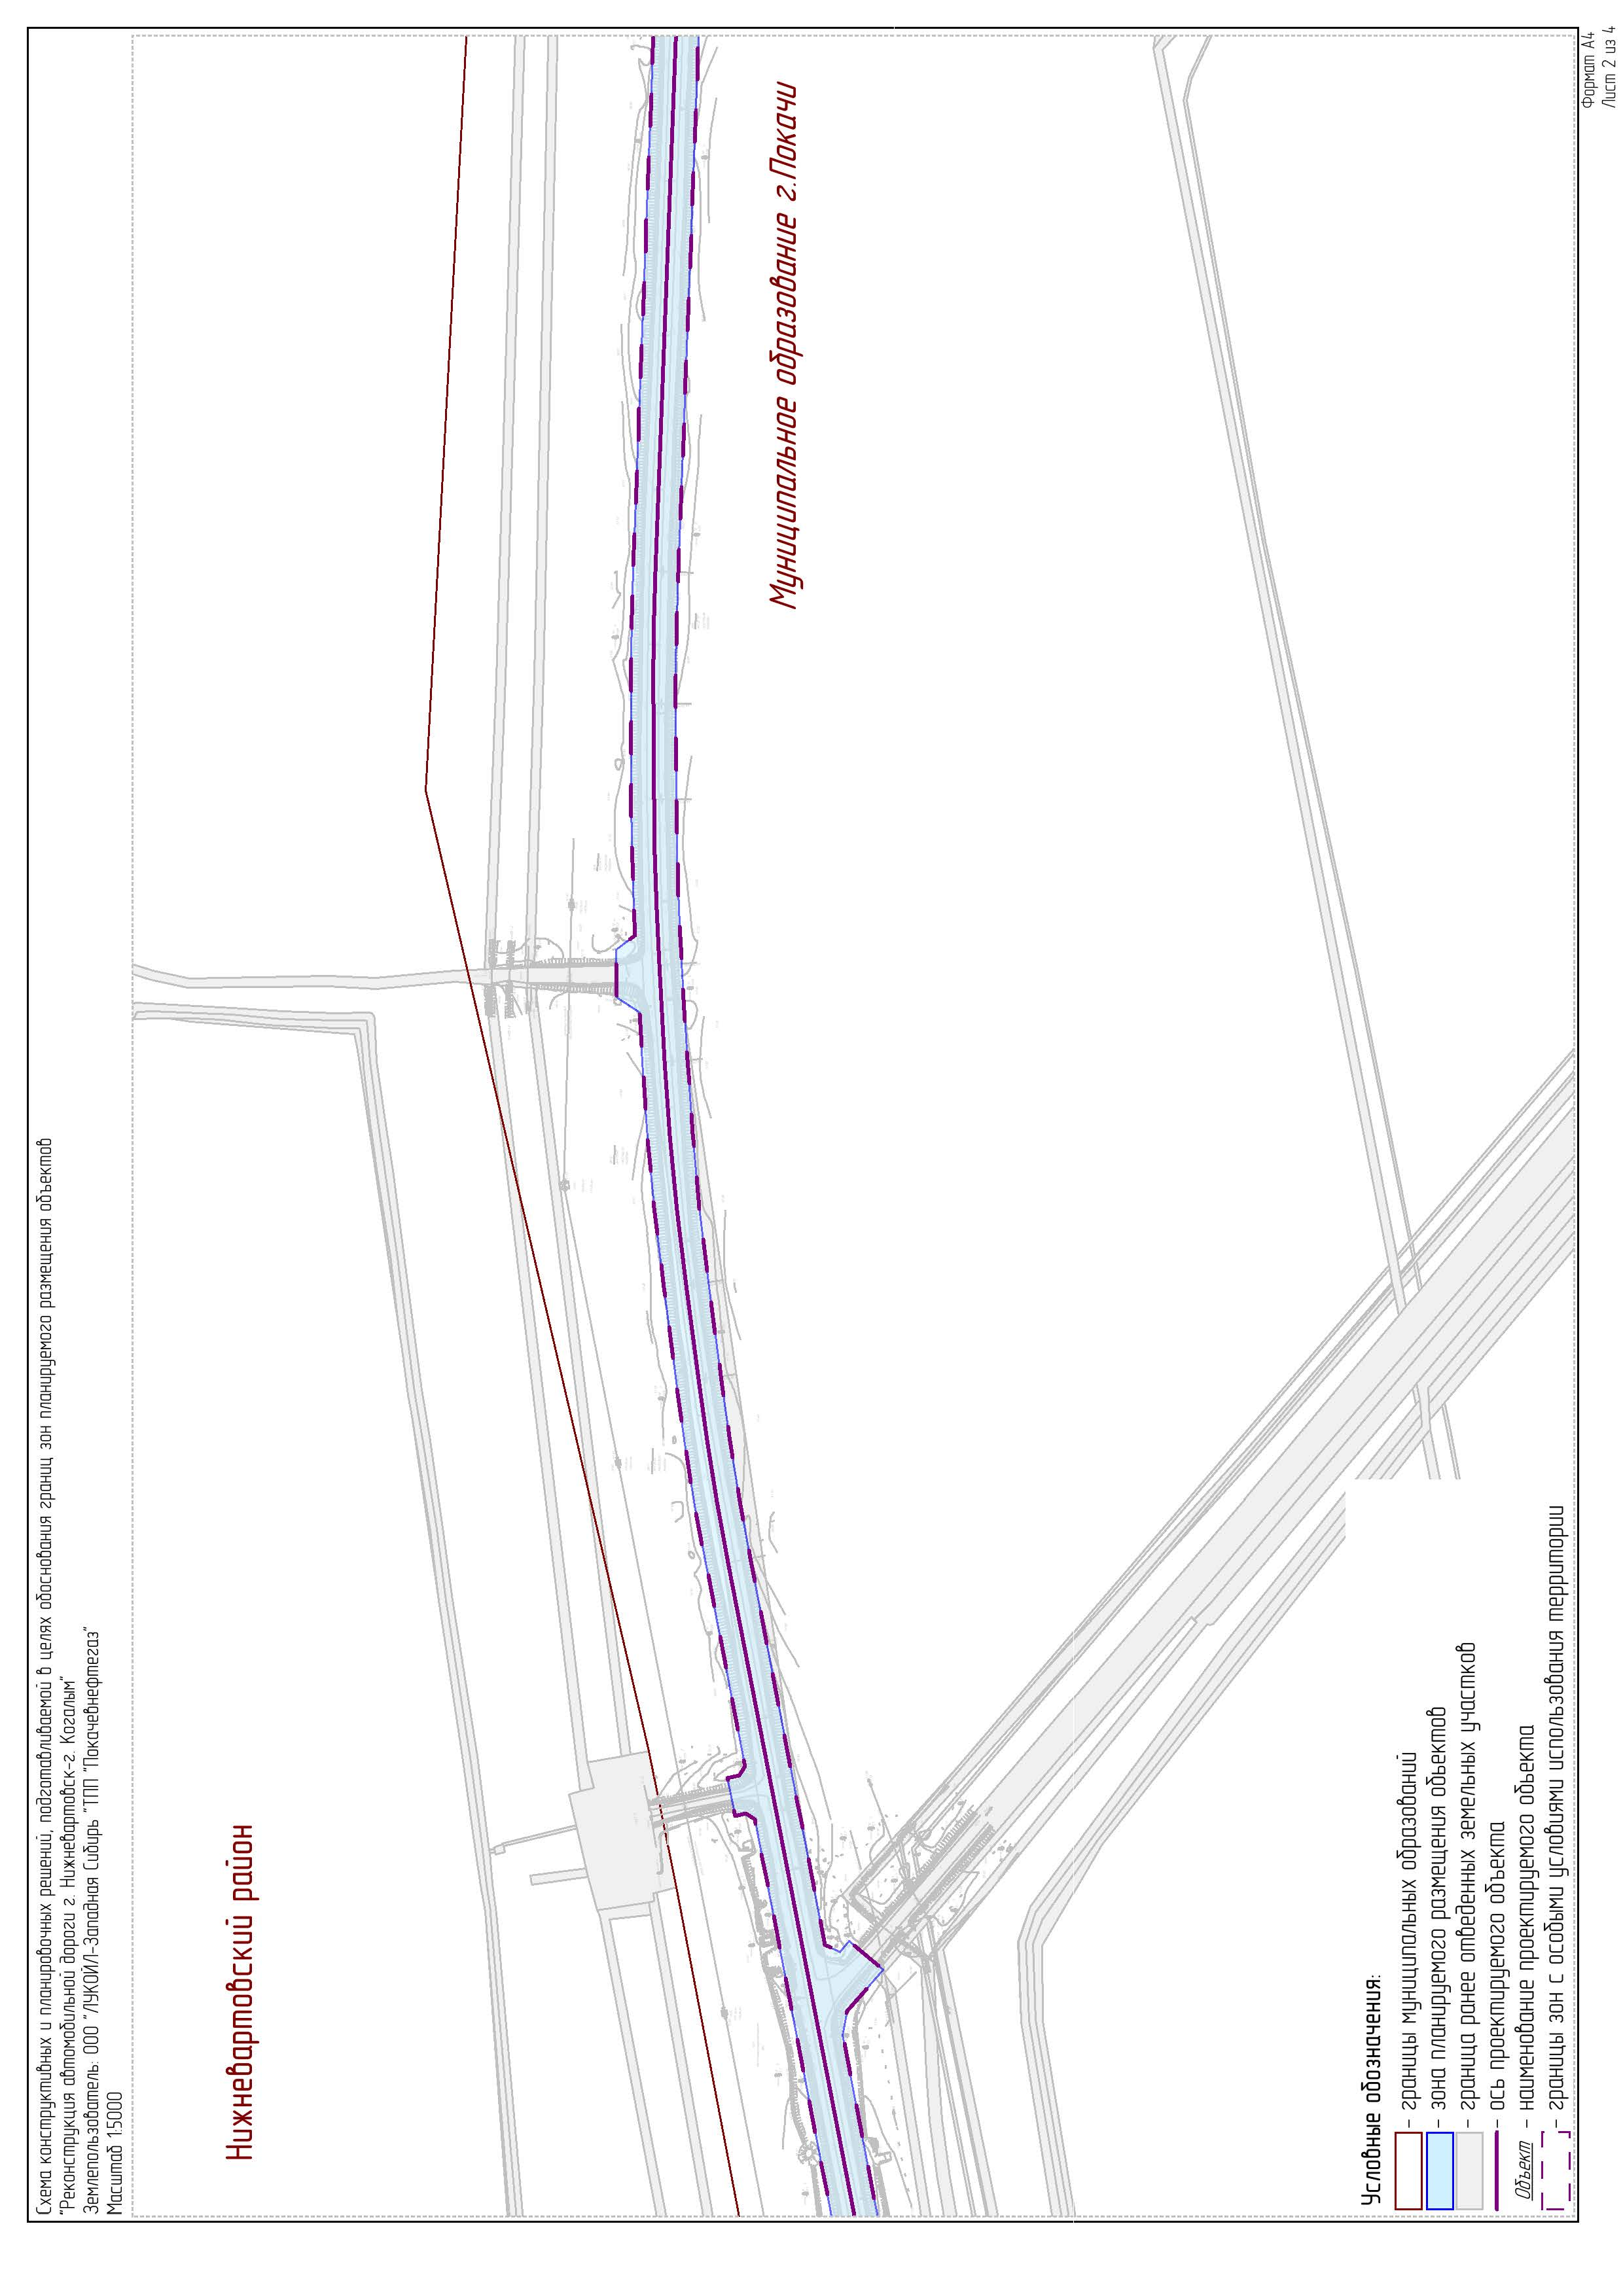 Схема конструктивных и планировочных решений, подготавливаемой в целях обоснования границ зон планируемого размещения объектов
"Реконструкция автомобильной дороги г. Нижневартовск-г. Когалым"
Землепользователь: ООО "ЛУКОЙЛ-Западная Сибирь "ТПП "Покачевнефтегаз"
Масштаб 1:5000
Нижневартовский район
Муниципальное образование г.Покачи
Условные обозначения:
- границы муниципальных образований
- зона планируемого размещения объектов
- граница ранее отведенных земельных участков
- ось проектируемого объекта
Объект - наименование проектируемого объекта
- границы зон с особыми условиями использования территории
Формат А4
Лист 2 из 4